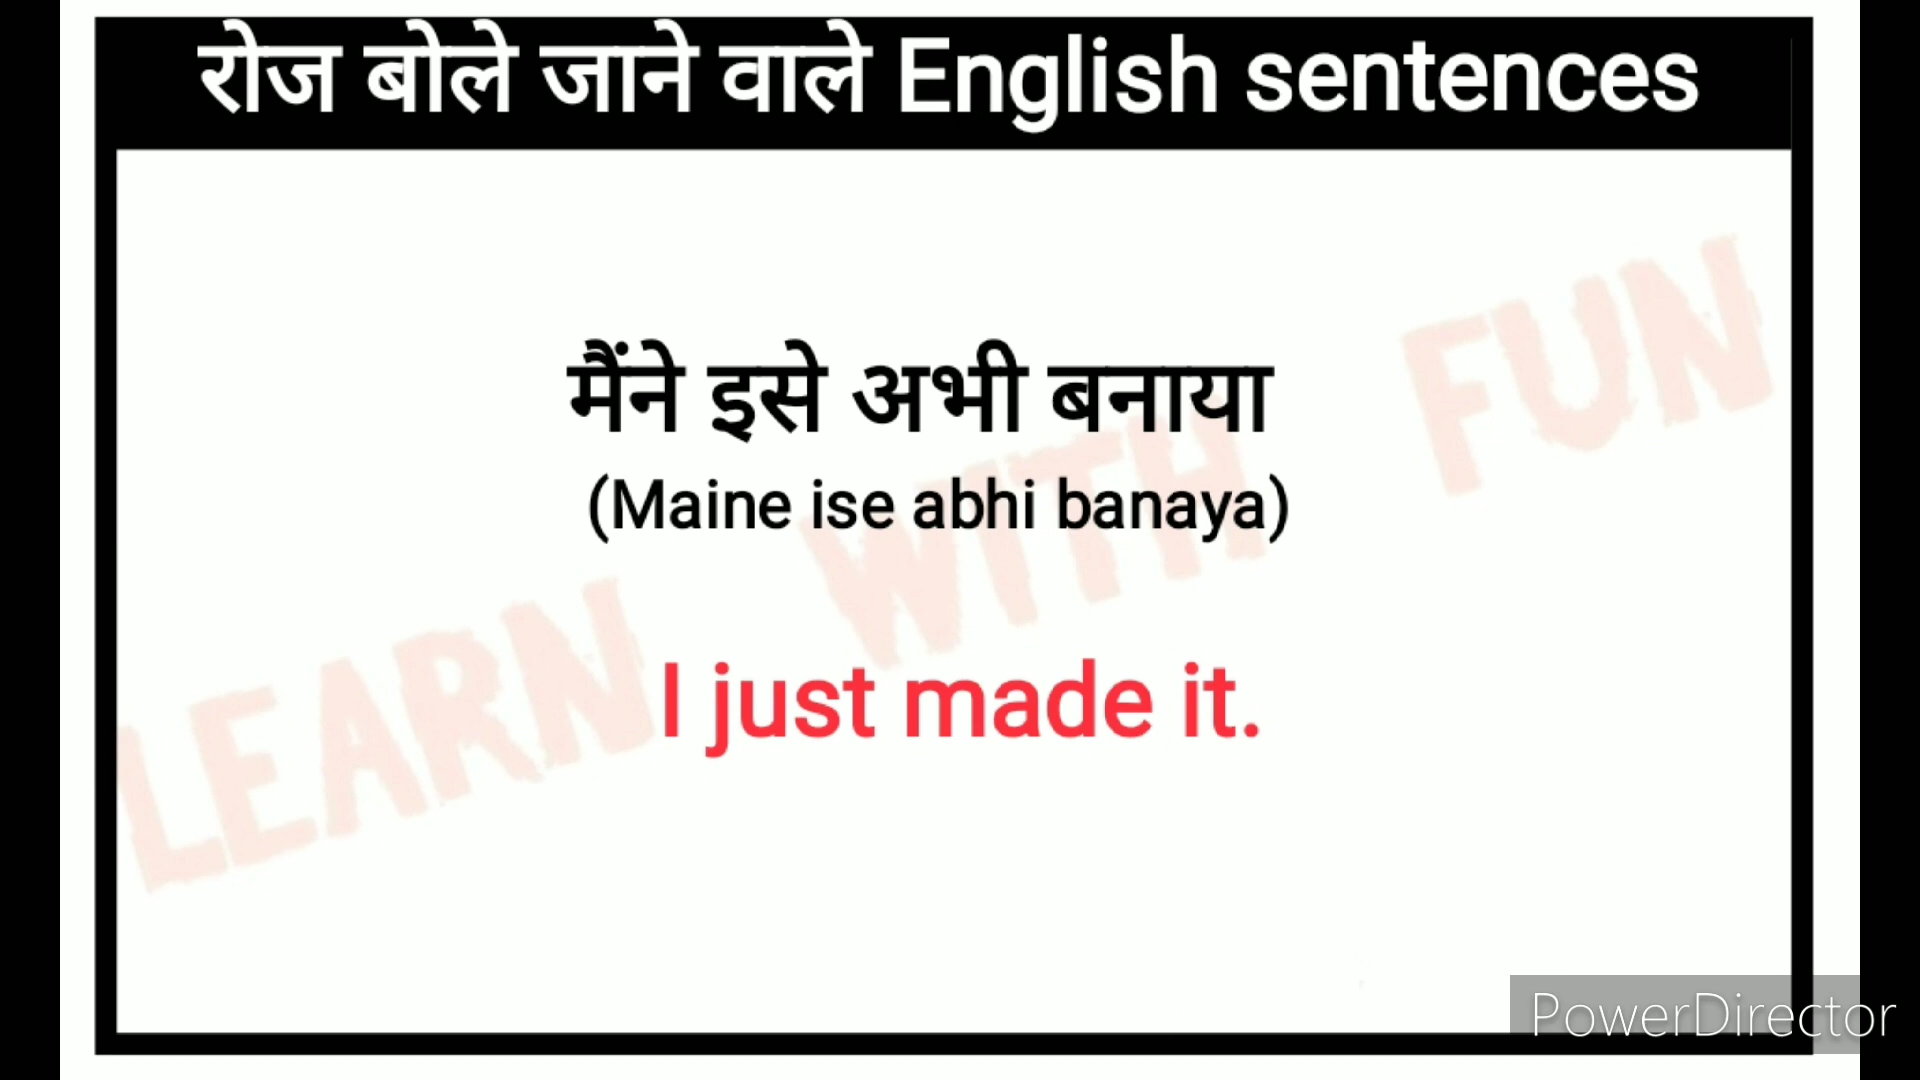 रोज बोले जाने वाले English sentences
मैंने इसे अभी बनाया
(Maine ise abhi banaya)
I just made it.
LEARN WITH FUN
PowerDirector